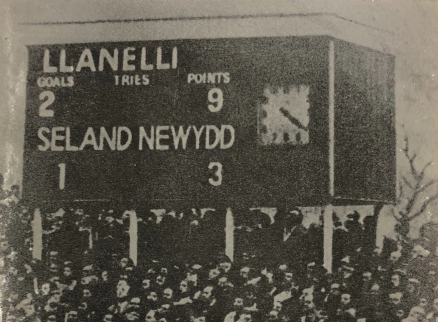 LLANELLI
GOALS TRIES POINTS
2 9
SELAND NEWYDD
1 3